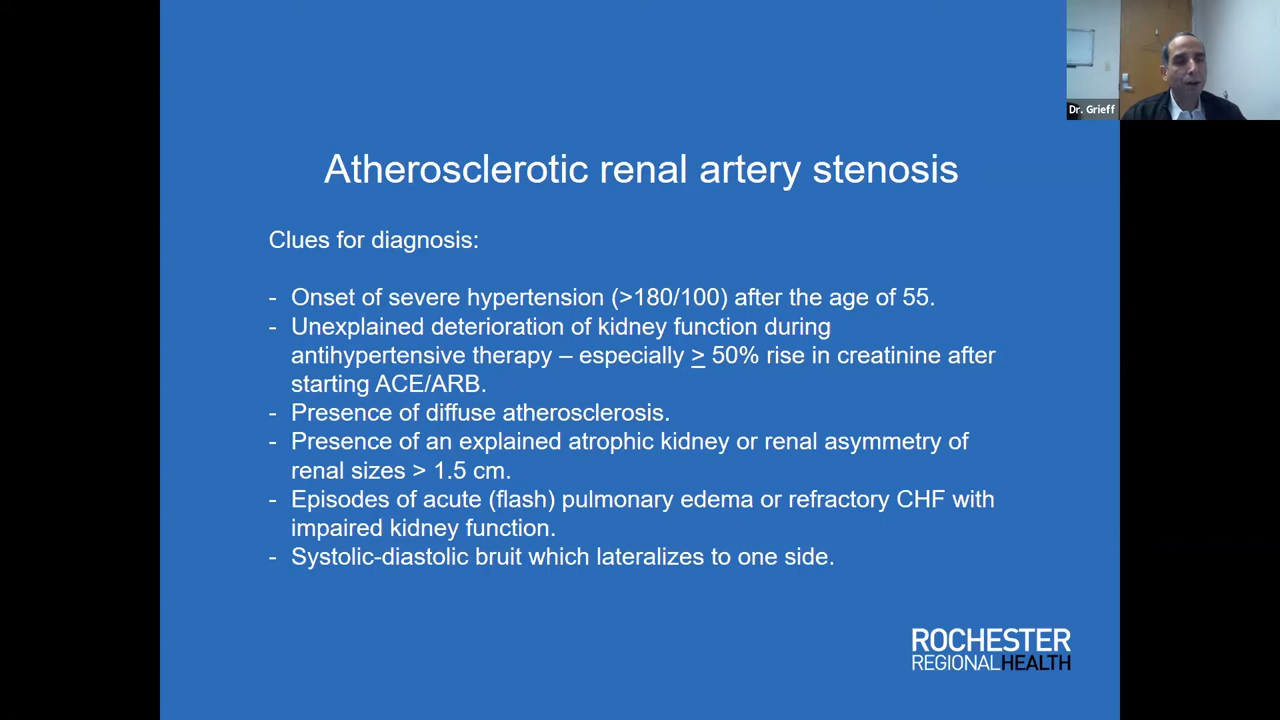 Dr. Grieff
Atherosclerotic renal artery stenosis
Clues for diagnosis:
- Onset of severe hypertension (>180/100) after the age of 55.
- Unexplained deterioration of kidney function during
antihypertensive therapy – especially ≥ 50% rise in creatinine after
starting ACE/ARB.
- Presence of diffuse atherosclerosis.
- Presence of an explained atrophic kidney or renal asymmetry of
renal sizes > 1.5 cm.
- Episodes of acute (flash) pulmonary edema or refractory CHF with
impaired kidney function.
- Systolic-diastolic bruit which lateralizes to one side.
ROCHESTER
REGIONALHEALTH